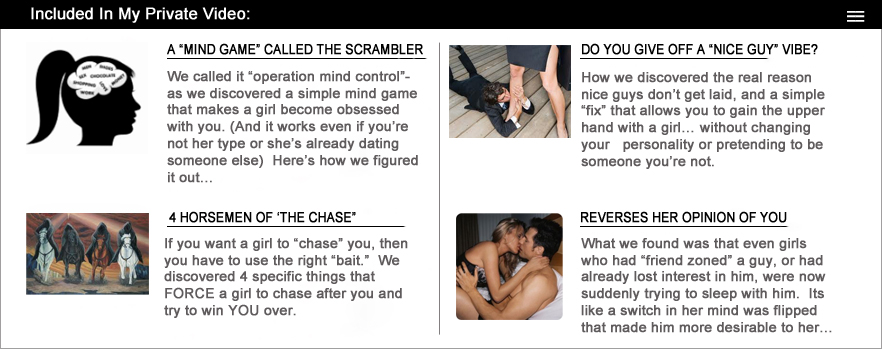 Included In My Private Video:
A “MIND GAME” CALLED THE SCRAMBLER
We called it “operation mind control”-
as we discovered a simple mind game
that makes a girl become obsessed
with you. (And it works even if you’re
not her type or she’s already dating
someone else)  Here’s how we figured
it out…
DO YOU GIVE OFF A “NICE GUY” VIBE?
How we discovered the real reason
nice guys don’t get laid, and a simple
“fix” that allows you to gain the upper
hand with a girl… without changing
your   personality or pretending to be
someone you’re not.
4 HORSEMEN OF ‘THE CHASE”
If you want a girl to “chase” you, then
you have to use the right “bait.”  We
discovered 4 specific things that
FORCE a girl to chase after you and
try to win YOU over.
REVERSES HER OPINION OF YOU
What we found was that even girls
who had “friend zoned” a guy, or had
already lost interest in him, were now
suddenly trying to sleep with him.  Its
like a switch in her mind was flipped
that made him more desirable to her…
SEX CHOCOLATE
SHOPPING
WORK